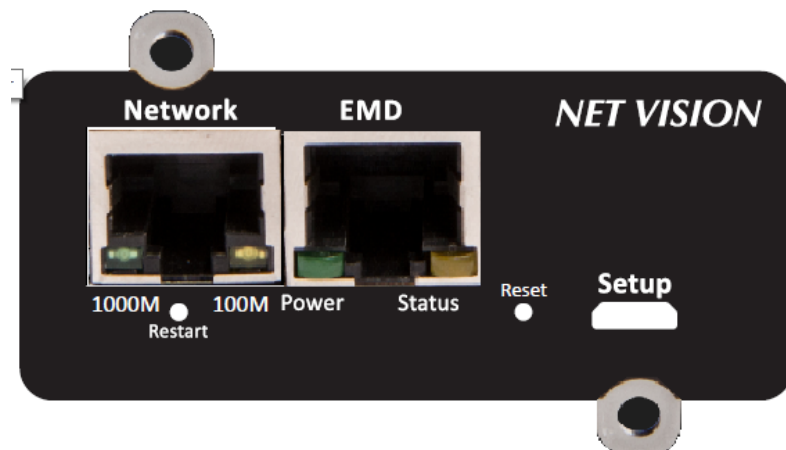 Network EMD NET VISION
1000M 100M Power Status Reset Setup
Restart